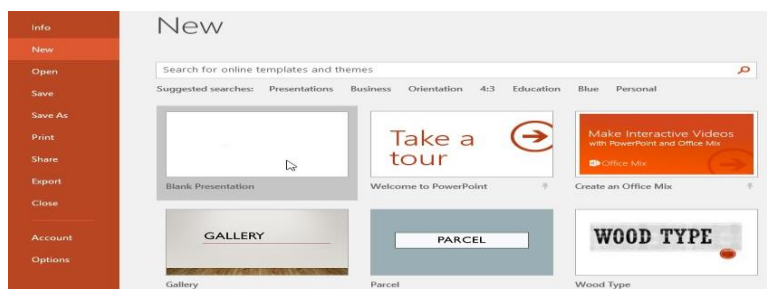 Info
New
Open
Save
Save As
Print
Share
Export
Close
Account
Options
New
Search for online templates and themes
Suggested searches: Presentations Business Orientation 4:3 Education Blue Personal
Blank Presentation
Take a
tour
Welcome to PowerPoint
Make Interactive Videos
with PowerPoint and Office Mix
Office Mix
Create an Office Mix
GALLERY
Gallery
PARCEL
Parcel
WOOD TYPE
Wood Type